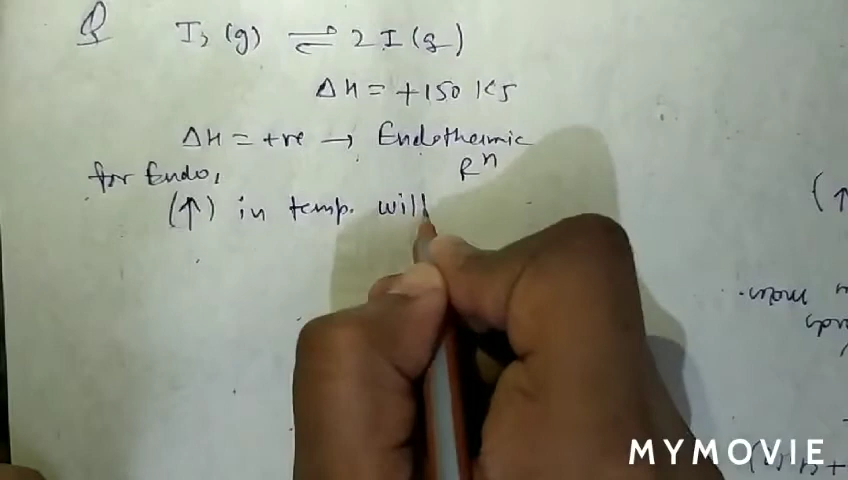 Q I₂ (g) ⇌ 2 I (g)
ΔH = +150 KJ
ΔH = +ve → Endothermic
Rⁿ
for Endo,
(↑) in temp. will
(↑
MYMOVIE